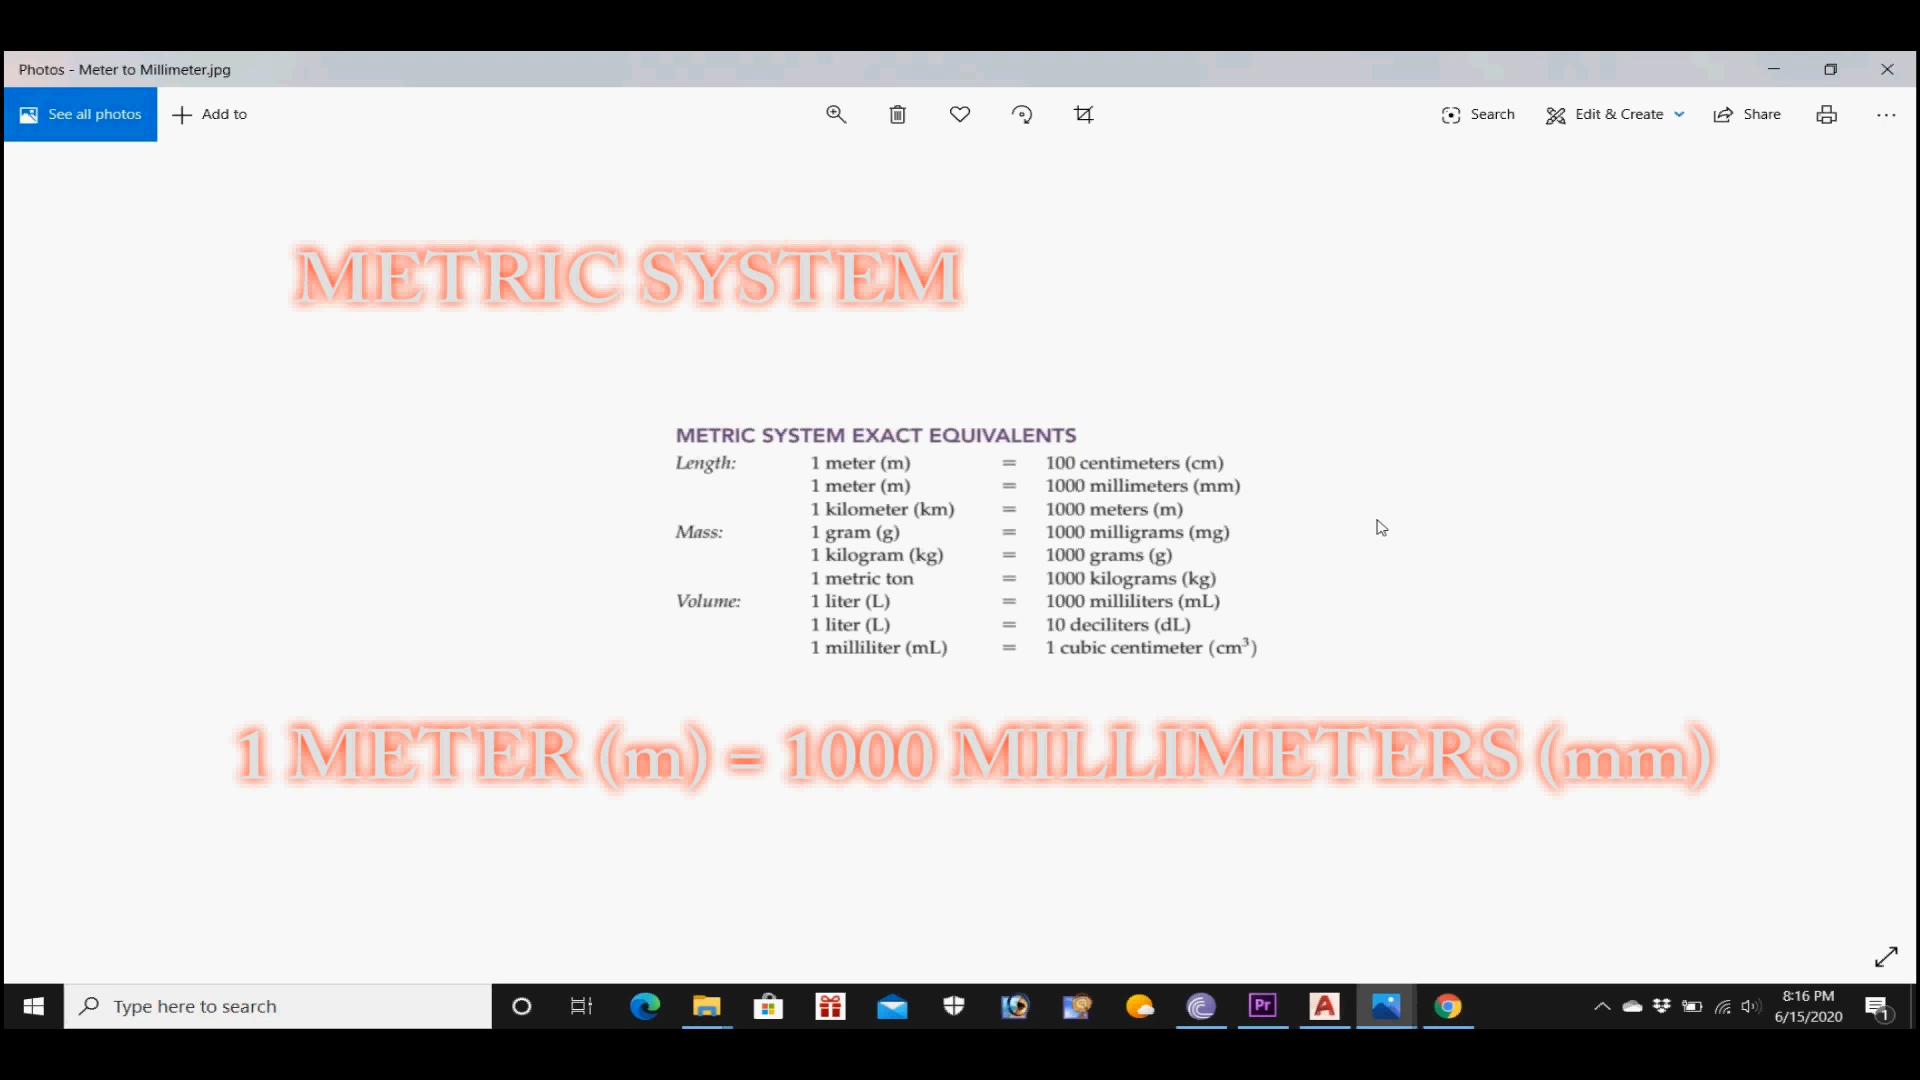 Photos - Meter to Millimeter.jpg
See all photos
Add to
Search
Edit & Create
Share
METRIC SYSTEM
METRIC SYSTEM EXACT EQUIVALENTS
Length: 1 meter (m) = 100 centimeters (cm)
1 meter (m) = 1000 millimeters (mm)
1 kilometer (km) = 1000 meters (m)
Mass: 1 gram (g) = 1000 milligrams (mg)
1 kilogram (kg) = 1000 grams (g)
1 metric ton = 1000 kilograms (kg)
Volume: 1 liter (L) = 1000 milliliters (mL)
1 liter (L) = 10 deciliters (dL)
1 milliliter (mL) = 1 cubic centimeter (cm³)
1 METER (m) = 1000 MILLIMETERS (mm)
Type here to search
Pr
A
8:16 PM
6/15/2020
1